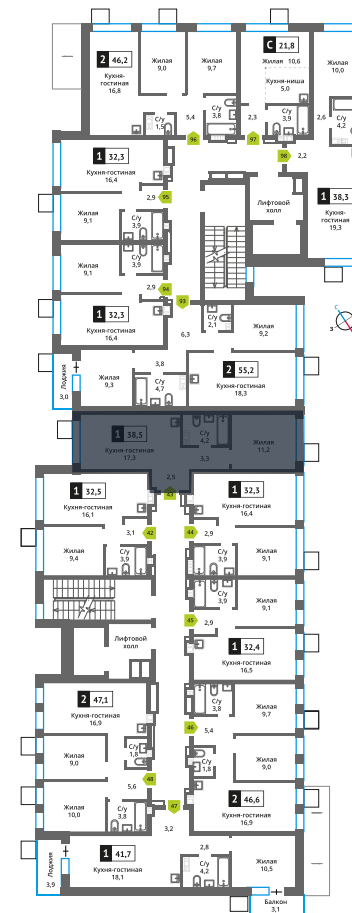 2 46,2
Кухня-
гостиная
16,8
Жилая
9,0
Жилая
9,7
С 21,8
Жилая 10,6
Кухня-ниша
5,0
Жилая
10,0
С/у
1,5
5,4
С/у
3,8
2,3
С/у
3,9
2,6
С/у
4,2
96
97
98
2,2
1 32,3
Кухня-гостиная
16,4
2,9
95
Жилая
9,1
С/у
3,9
Лифтовой
холл
1 38,3
Кухня-
гостиная
19,3
Жилая
9,1
С/у
3,9
2,9
94
93
1 32,3
Кухня-гостиная
16,4
6,3
С/у
2,1
Жилая
9,2
С
З
Лоджия
3,0
Жилая
9,3
3,8
С/у
4,7
2 55,2
Кухня-гостиная
18,3
1 38,5
Кухня-гостиная
17,3
С/у
4,2
3,3
Жилая
11,2
2,5
43
1 32,5
Кухня-гостиная
16,1
1 32,3
Кухня-гостиная
16,4
3,1
42
44
2,9
Жилая
9,4
С/у
3,9
С/у
3,9
Жилая
9,1
С/у
3,9
Жилая
9,1
45
2,9
Лифтовой
холл
1 32,4
Кухня-гостиная
16,5
2 47,1
Кухня-гостиная
16,9
С/у
3,8
Жилая
9,7
46
5,4
Жилая
9,0
С/у
1,8
С/у
1,8
Жилая
9,0
48
5,6
Жилая
10,0
С/у
3,8
47
3,2
2 46,6
Кухня-гостиная
16,9
Лоджия
3,9
1 41,7
Кухня-гостиная
18,1
2,8
С/у
4,2
Жилая
10,5
Балкон
3,1